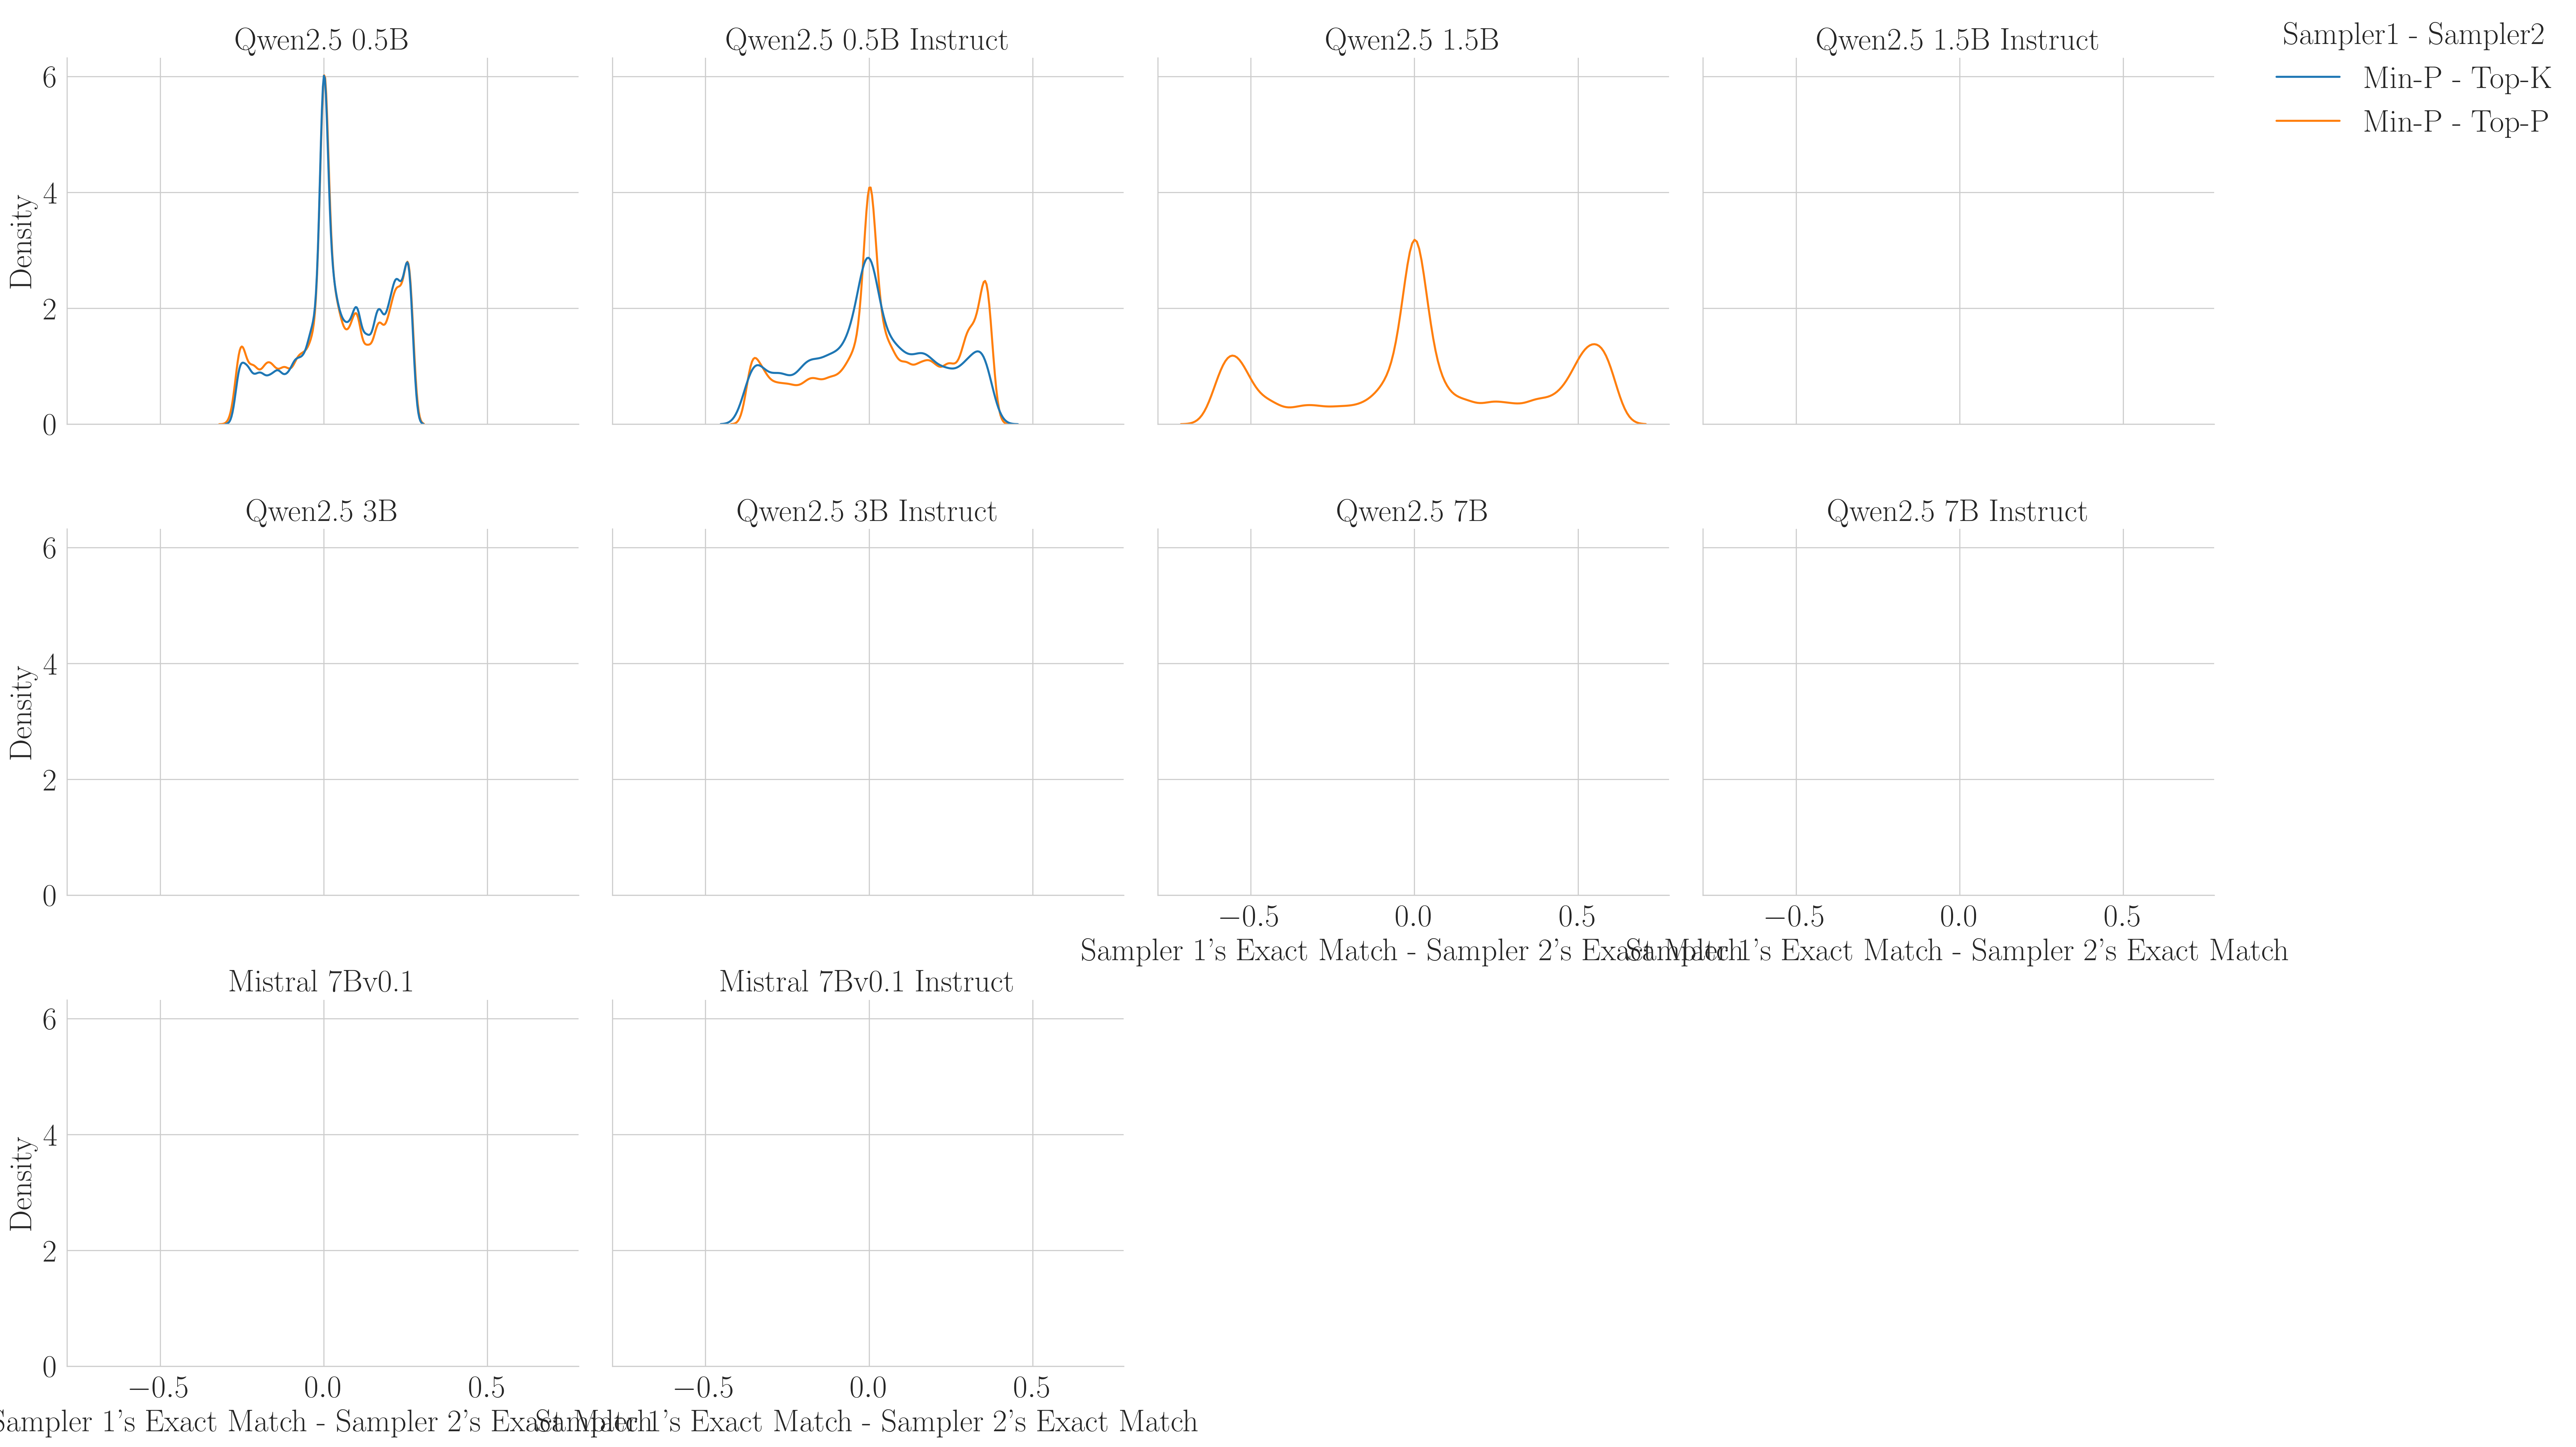 Qwen2.5 0.5B
Qwen2.5 0.5B Instruct
Qwen2.5 1.5B
Qwen2.5 1.5B Instruct
Sampler1 - Sampler2
Min-P - Top-K
Min-P - Top-P
Density
6
4
2
0
Qwen2.5 3B
Qwen2.5 3B Instruct
Qwen2.5 7B
Qwen2.5 7B Instruct
Density
6
4
2
0
−0.5 0.0 0.5
−0.5 0.0 0.5
Sampler 1's Exact Match - Sampler 2's Exact Match
Sampler 1's Exact Match - Sampler 2's Exact Match
Mistral 7Bv0.1
Mistral 7Bv0.1 Instruct
Density
6
4
2
0
−0.5 0.0 0.5
−0.5 0.0 0.5
Sampler 1's Exact Match - Sampler 2's Exact Match
Sampler 1's Exact Match - Sampler 2's Exact Match